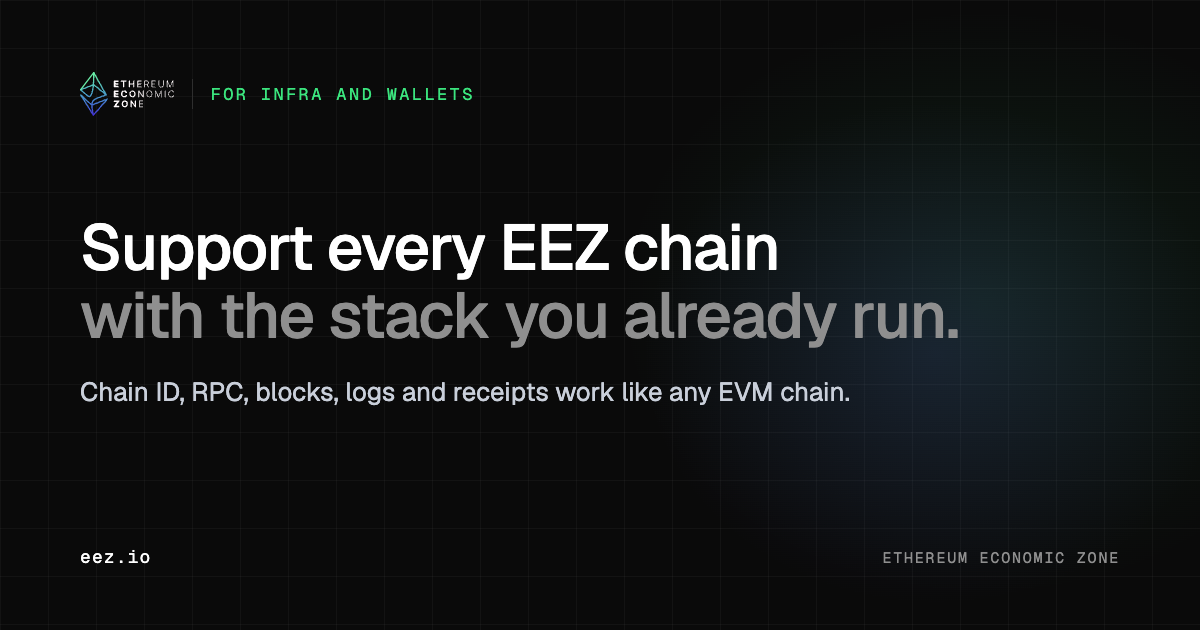 ETHEREUM
ECONOMIC
ZONE
FOR INFRA AND WALLETS
Support every EEZ chain
with the stack you already run.
Chain ID, RPC, blocks, logs and receipts work like any EVM chain.
eez.io
ETHEREUM ECONOMIC ZONE